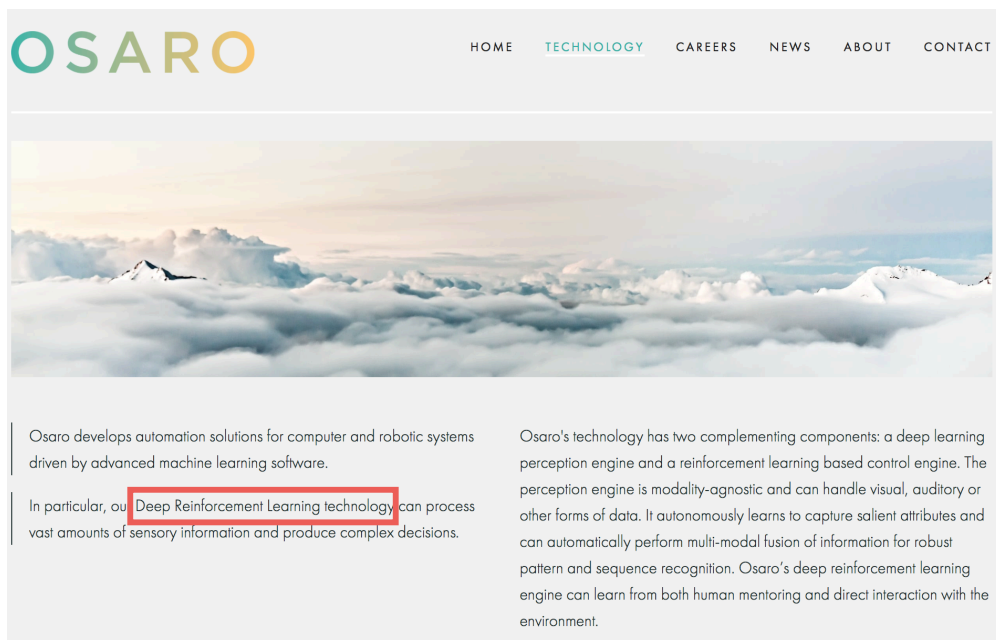 OSARO
HOME TECHNOLOGY CAREERS NEWS ABOUT CONTACT
Osaro develops automation solutions for computer and robotic systems
driven by advanced machine learning software.
In particular, ou Deep Reinforcement Learning technology can process
vast amounts of sensory information and produce complex decisions.
Osaro's technology has two complementing components: a deep learning
perception engine and a reinforcement learning based control engine. The
perception engine is modality-agnostic and can handle visual, auditory or
other forms of data. It autonomously learns to capture salient attributes and
can automatically perform multi-modal fusion of information for robust
pattern and sequence recognition. Osaro’s deep reinforcement learning
engine can learn from both human mentoring and direct interaction with the
environment.